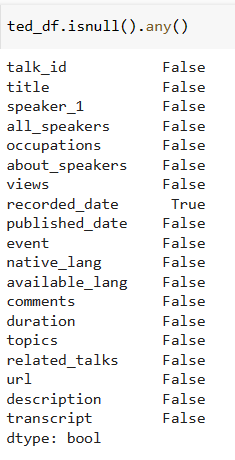 ted_df.isnull().any()
talk_id False
title False
speaker_1 False
all_speakers False
occupations False
about_speakers False
views False
recorded_date True
published_date False
event False
native_lang False
available_lang False
comments False
duration False
topics False
related_talks False
url False
description False
transcript False
dtype: bool